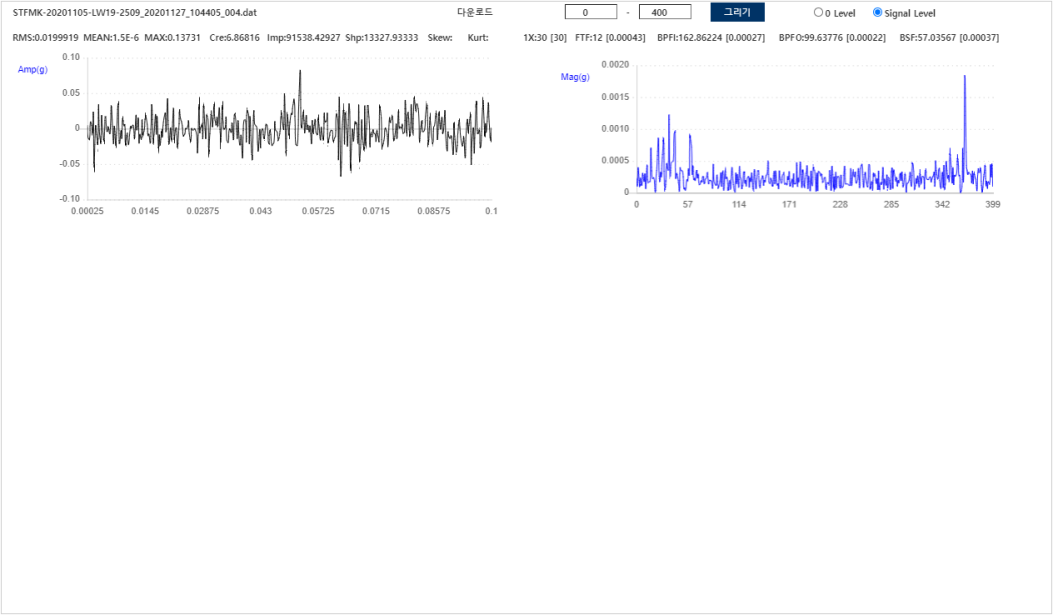 STFMK-20201105-LW19-2509_20201127_104405_004.dat 다운로드 0 - 400 그리기 0 Level Signal Level
RMS:0.0199919 MEAN:1.5E-6 MAX:0.13731 Cre:6.86816 Imp:91538.42927 Shp:13327.93333 Skew: Kurt: 1X:30 [30] FTF:12 [0.00043] BPFI:162.86224 [0.00027] BPFO:99.63776 [0.00022] BSF:57.03567 [0.00037]
Amp(g)
0.10
0.05
0
-0.05
-0.10
0.00025 0.0145 0.02875 0.043 0.05725 0.0715 0.08575 0.1
Mag(g)
0.0020
0.0015
0.0010
0.0005
0
0 57 114 171 228 285 342 399